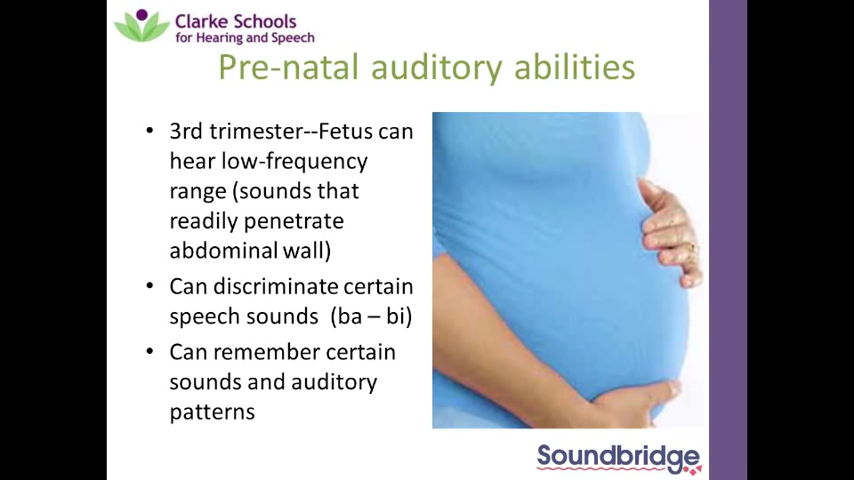 Clarke Schools
for Hearing and Speech
Pre-natal auditory abilities
• 3rd trimester--Fetus can
hear low-frequency
range (sounds that
readily penetrate
abdominal wall)
• Can discriminate certain
speech sounds (ba – bi)
• Can remember certain
sounds and auditory
patterns
Soundbridge